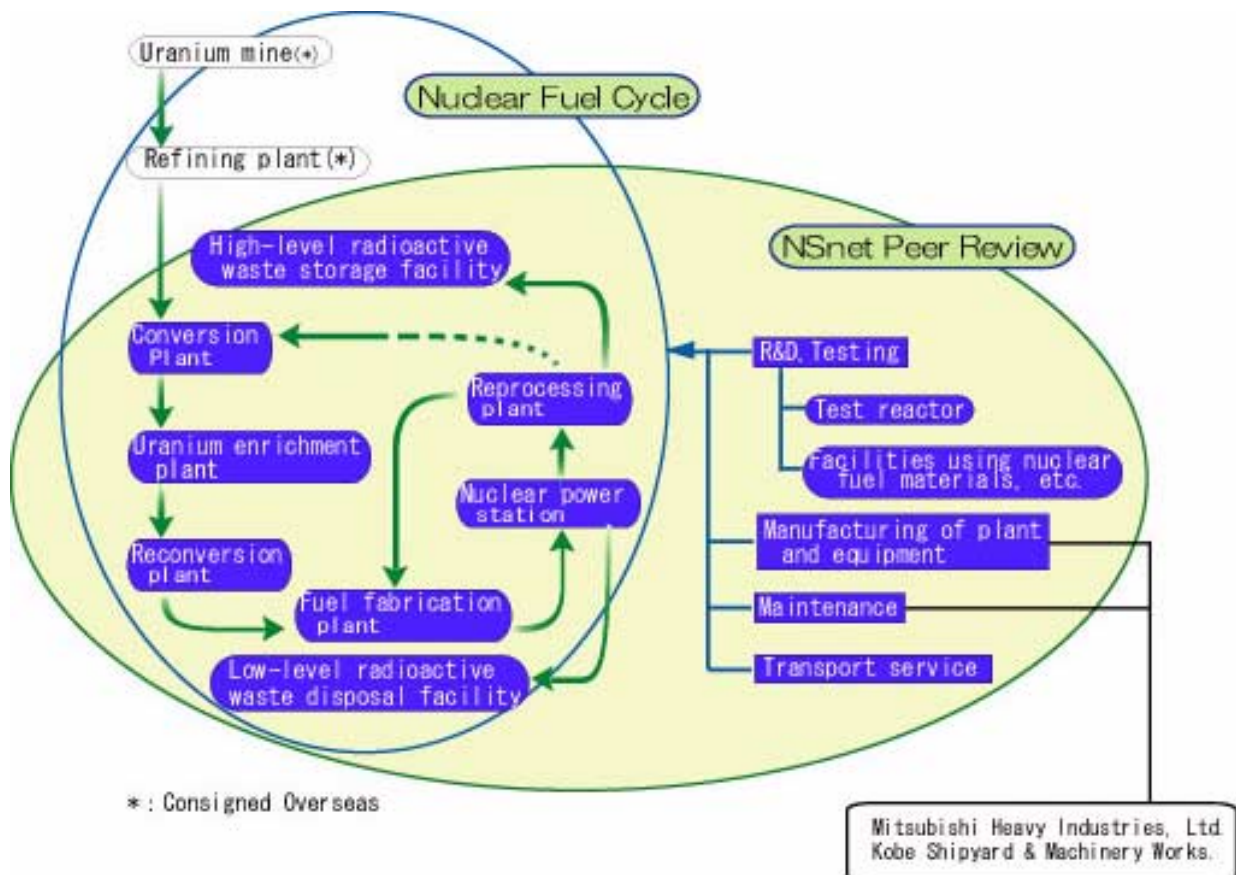 Uranium mine(*)
Nuclear Fuel Cycle
Refining plant(*)
High-level radioactive
waste storage facility
NSnet Peer Review
Conversion
Plant
R&D,Testing
Reprocessing
plant
Test reactor
Uranium enrichment
plant
Facilities using nuclear
fuel materials, etc.
Nuclear power
station
Manufacturing of plant
and equipment
Reconversion
plant
Fuel fabrication
plant
Maintenance
Low-level radioactive
waste disposal facility
Transport service
*: Consigned Overseas
Mitsubishi Heavy Industries, Ltd
Kobe Shipyard & Machinery Works.